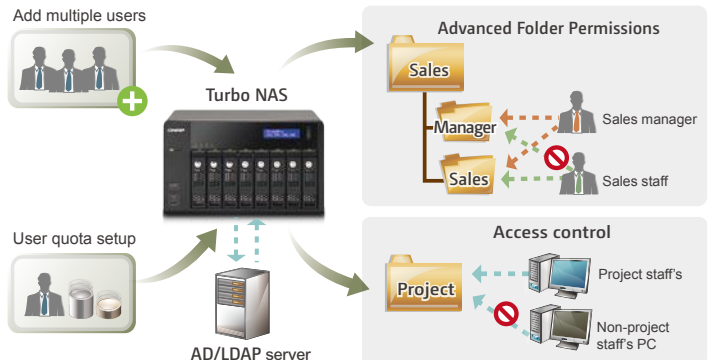 Add multiple users
Turbo NAS
QNAP
User quota setup
AD/LDAP server
Advanced Folder Permissions
Sales
Manager
Sales
Sales manager
Sales staff
Access control
Project
Project staff's
Non-project
staff's PC